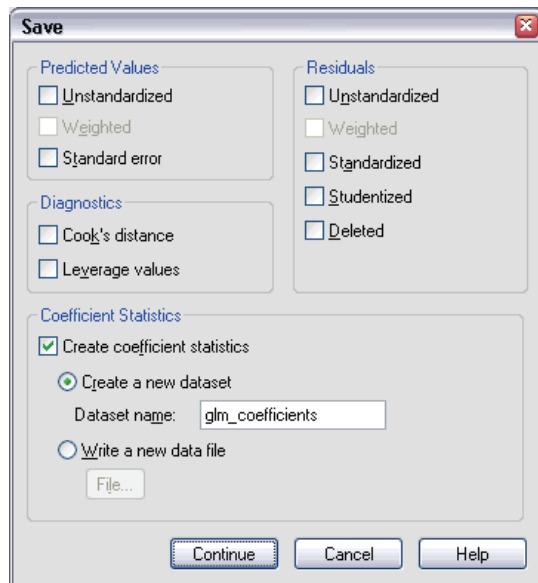 Save
Predicted Values
Unstandardized
Weighted
Standard error
Diagnostics
Cook's distance
Leverage values
Residuals
Unstandardized
Weighted
Standardized
Studentized
Deleted
Coefficient Statistics
Create coefficient statistics
Create a new dataset
Dataset name: glm_coefficients
Write a new data file
File...
Continue Cancel Help